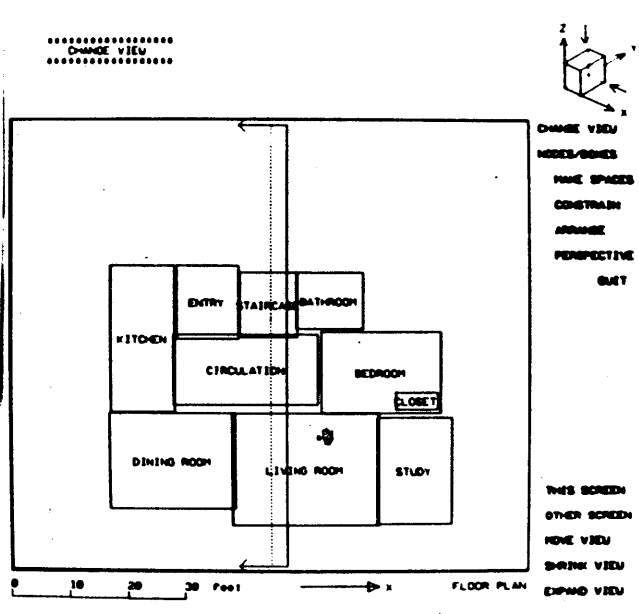 CHANGE VIEW
Z
Y
X
CHANGE VIEW
NODES/BOXES
MAKE SPACES
CONSTRAIN
ARRANGE
PERSPECTIVE
QUIT
ENTRY
STAIRCASE
BATHROOM
KITCHEN
CIRCULATION
BEDROOM
CLOSET
DINING ROOM
LIVING ROOM
STUDY
THIS SCREEN
OTHER SCREEN
MOVE VIEW
SHRINK VIEW
EXPAND VIEW
0 10 20 30 feet
X
FLOOR PLAN